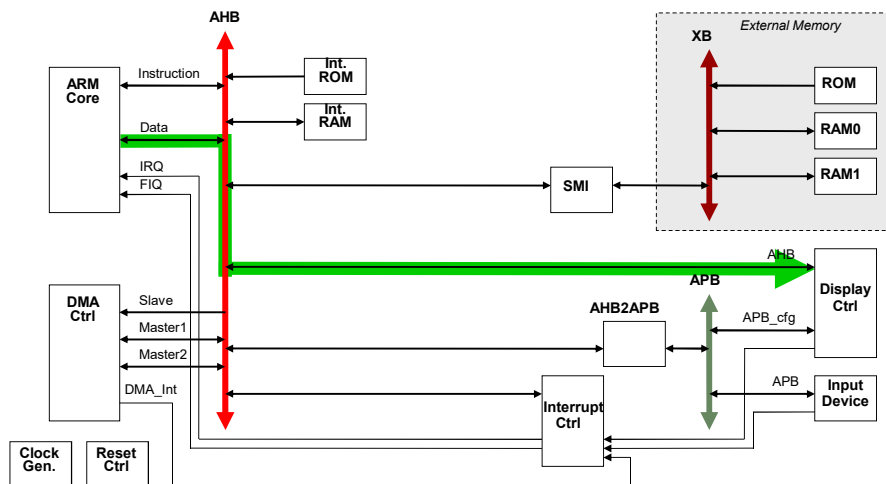 AHB
External Memory
XB
ARM
Core
Instruction
Int.
ROM
ROM
Int.
RAM
Data
RAM0
IRQ
FIQ
SMI
RAM1
AHB
APB
DMA
Ctrl
Slave
Master1
Master2
DMA_Int
AHB2APB
Display
Ctrl
APB_cfg
APB
Input
Device
Interrupt
Ctrl
Clock
Gen.
Reset
Ctrl